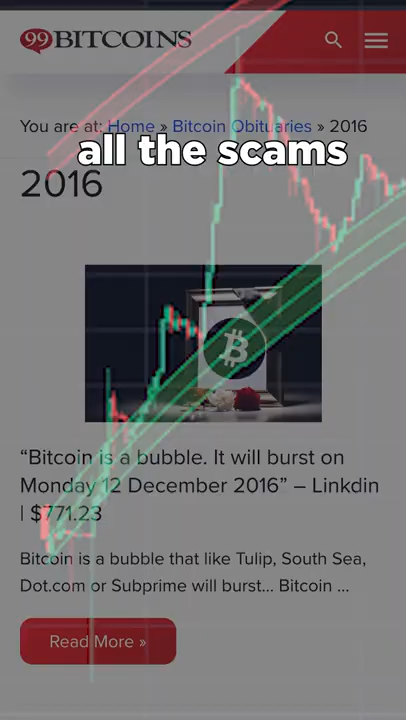 99 BITCOINS
You are at: Home » Bitcoin Obituaries » 2016
all the scams
2016
“Bitcoin is a bubble. It will burst on
Monday 12 December 2016” – Linkdin
| $771.23
Bitcoin is a bubble that like Tulip, South Sea,
Dot.com or Subprime will burst... Bitcoin ...
Read More »